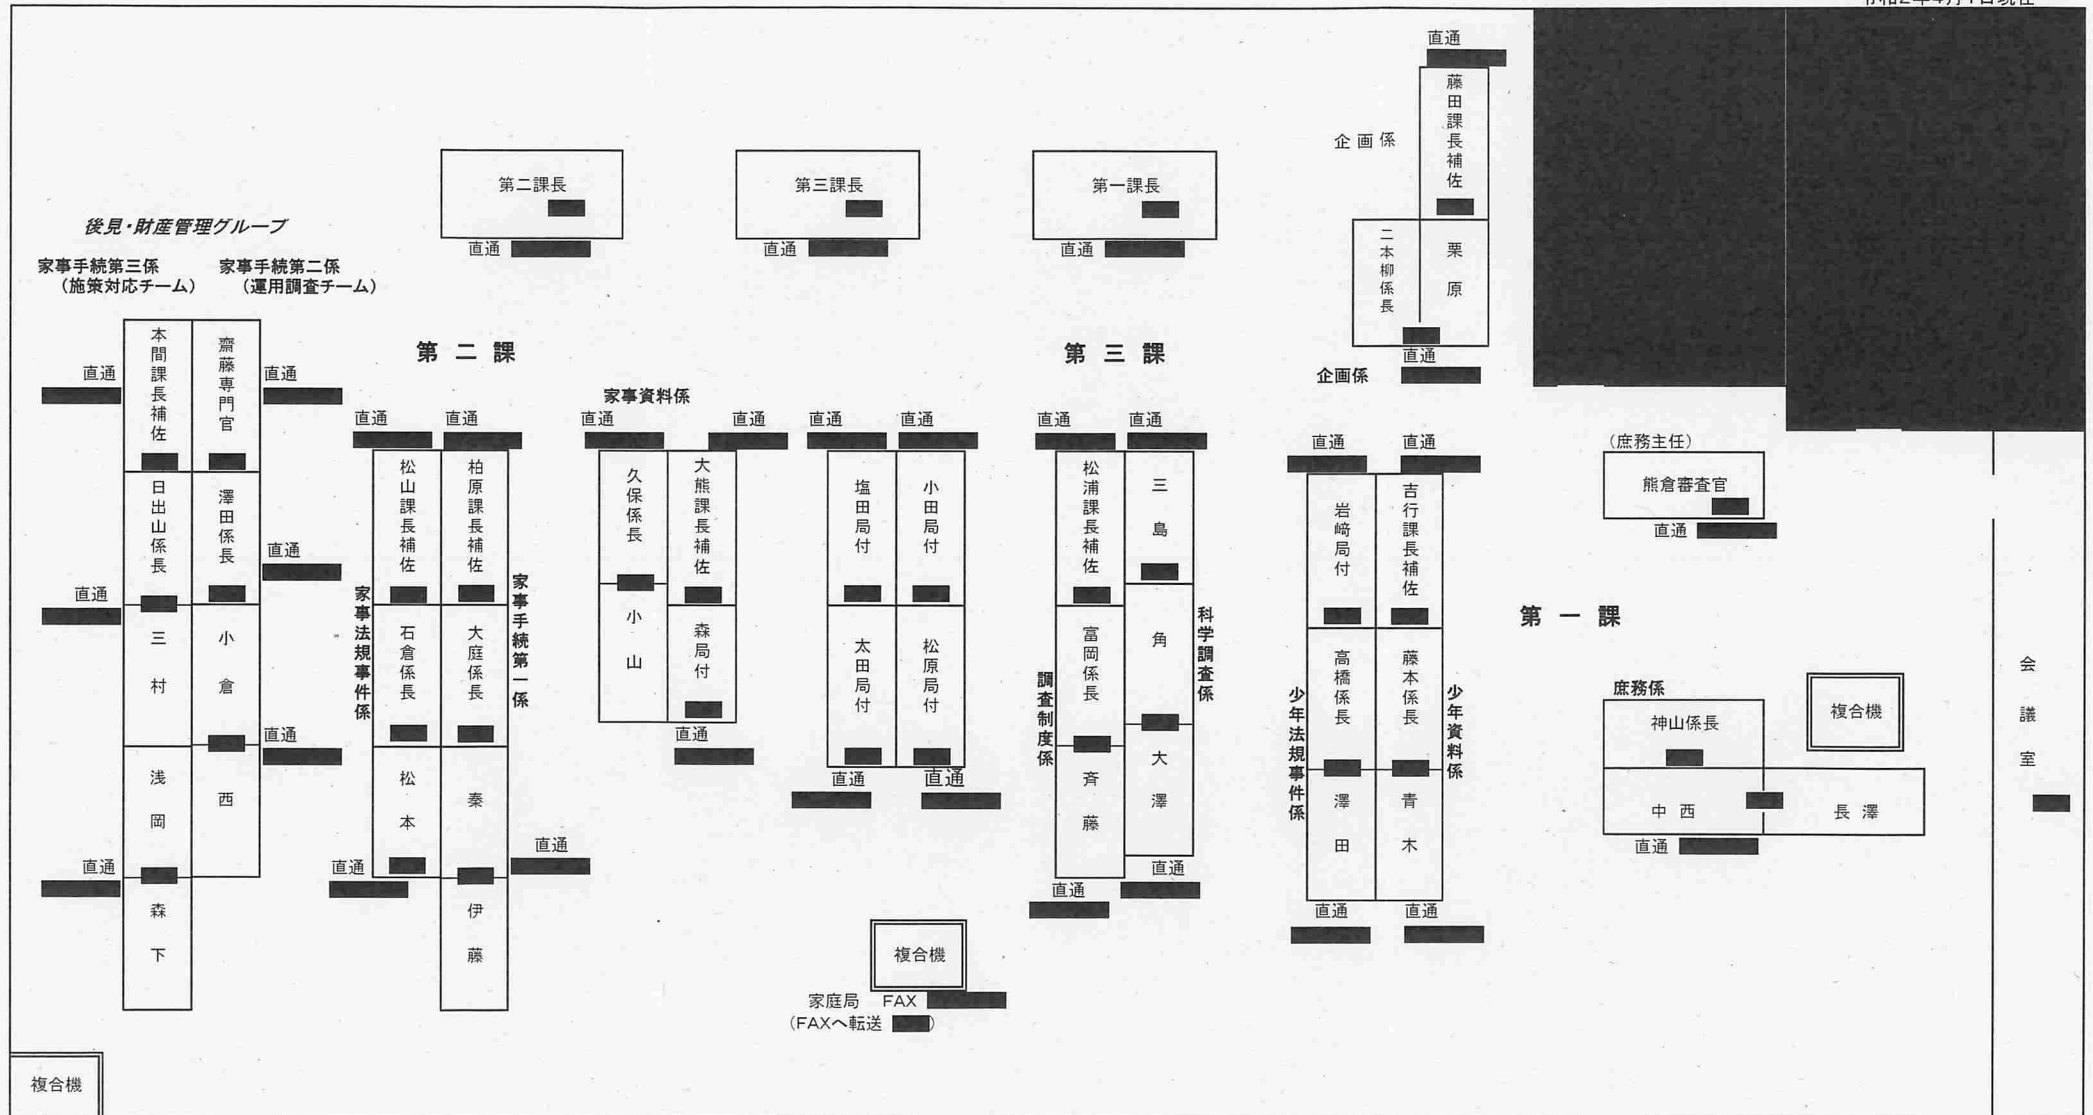 令和2年4月1日現在
直通
藤田課長補佐
企画係
二本柳係長
栗原
直通
企画係
第二課長
直通
第三課長
直通
第一課長
直通
後見・財産管理グループ
家事手続第三係
(施策対応チーム)
家事手続第二係
(運用調査チーム)
本間課長補佐
齋藤専門官
直通
直通
日出山係長
澤田係長
直通
直通
三村
小倉
直通
浅岡
西
直通
森下
第二課
直通
直通
松山課長補佐
柏原課長補佐
家事法規事件係
家事手続第一係
石倉係長
大庭係長
松本
秦
直通
直通
伊藤
家事資料係
直通
直通
久保係長
大熊課長補佐
小山
森局付
直通
直通
直通
塩田局付
小田局付
太田局付
松原局付
直通
直通
第三課
直通
直通
松浦課長補佐
三島
調査制度係
科学調査係
富岡係長
角
斉藤
大澤
直通
直通
直通
直通
岩﨑局付
吉行課長補佐
少年法規事件係
少年資料係
高橋係長
藤本係長
澤田
青木
直通
直通
第一課
(庶務主任)
熊倉審査官
直通
庶務係
神山係長
中西
長澤
直通
複合機
会議室
複合機
家庭局 FAX
(FAXへ転送 )
複合機